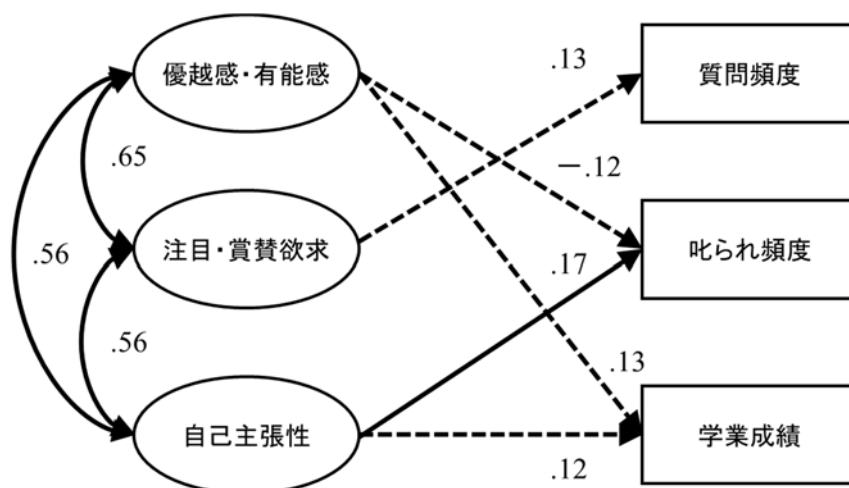 優越感・有能感
.13
質問頻度
.65
－.12
.56
注目・賞賛欲求
.17
叱られ頻度
.56
.13
自己主張性
.12
学業成績